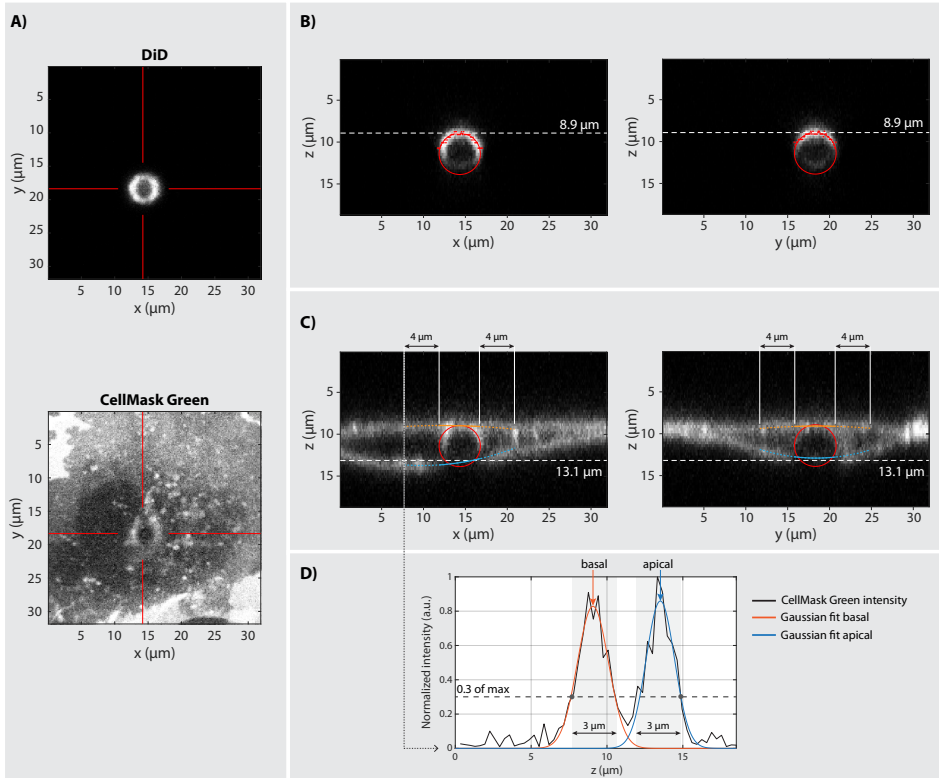 A)
DiD
5
10
15
20
25
30
y (μm)
5 10 15 20 25 30
x (μm)
CellMask Green
5
10
15
20
25
30
y (μm)
5 10 15 20 25 30
x (μm)
B)
8.9 μm
5
10
15
z (μm)
5 10 15 20 25 30
x (μm)
8.9 μm
5
10
15
z (μm)
5 10 15 20 25 30
y (μm)
C)
4 μm 4 μm
13.1 μm
5
10
15
z (μm)
5 10 15 20 25 30
x (μm)
4 μm 4 μm
13.1 μm
5
10
15
z (μm)
5 10 15 20 25 30
y (μm)
D)
basal apical
1
0.8
0.6
0.4
0.2
0
Normalized intensity (a.u.)
0.3 of max
3 μm 3 μm
0 5 10 15
z (μm)
CellMask Green intensity
Gaussian fit basal
Gaussian fit apical